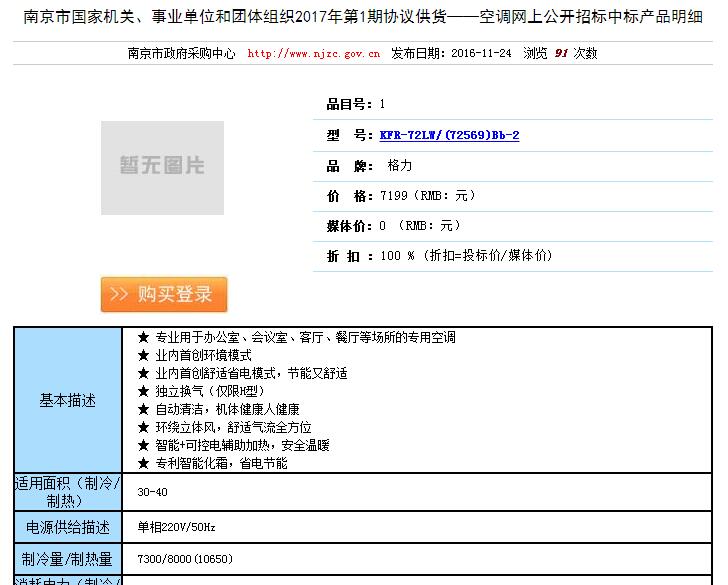 南京市国家机关、事业单位和团体组织2017年第1期协议供货——空调网上公开招标中标产品明细
南京市政府采购中心 http://www.njzc.gov.cn 发布日期：2016-11-24 浏览 91 次数
暂无图片
>> 购买登录
品目号：1
型 号：KFR-72LW/(72569)Bb-2
品 牌： 格力
价 格：7199（RMB：元）
媒体价：0 （RMB：元）
折 扣 ：100 %（折扣=投标价/媒体价）
基本描述
★ 专业用于办公室、会议室、客厅、餐厅等场所的专用空调
★ 业内首创环境模式
★ 业内首创舒适省电模式，节能又舒适
★ 独立换气（仅限H型）
★ 自动清洁，机体健康人健康
★ 环绕立体风，舒适气流全方位
★ 智能+可控电辅助加热，安全温暖
★ 专利智能化霜，省电节能
适用面积（制冷/
制热）
30-40
电源供给描述
单相220V/50Hz
制冷量/制热量
7300/8000(10650)
消耗电力（制冷/